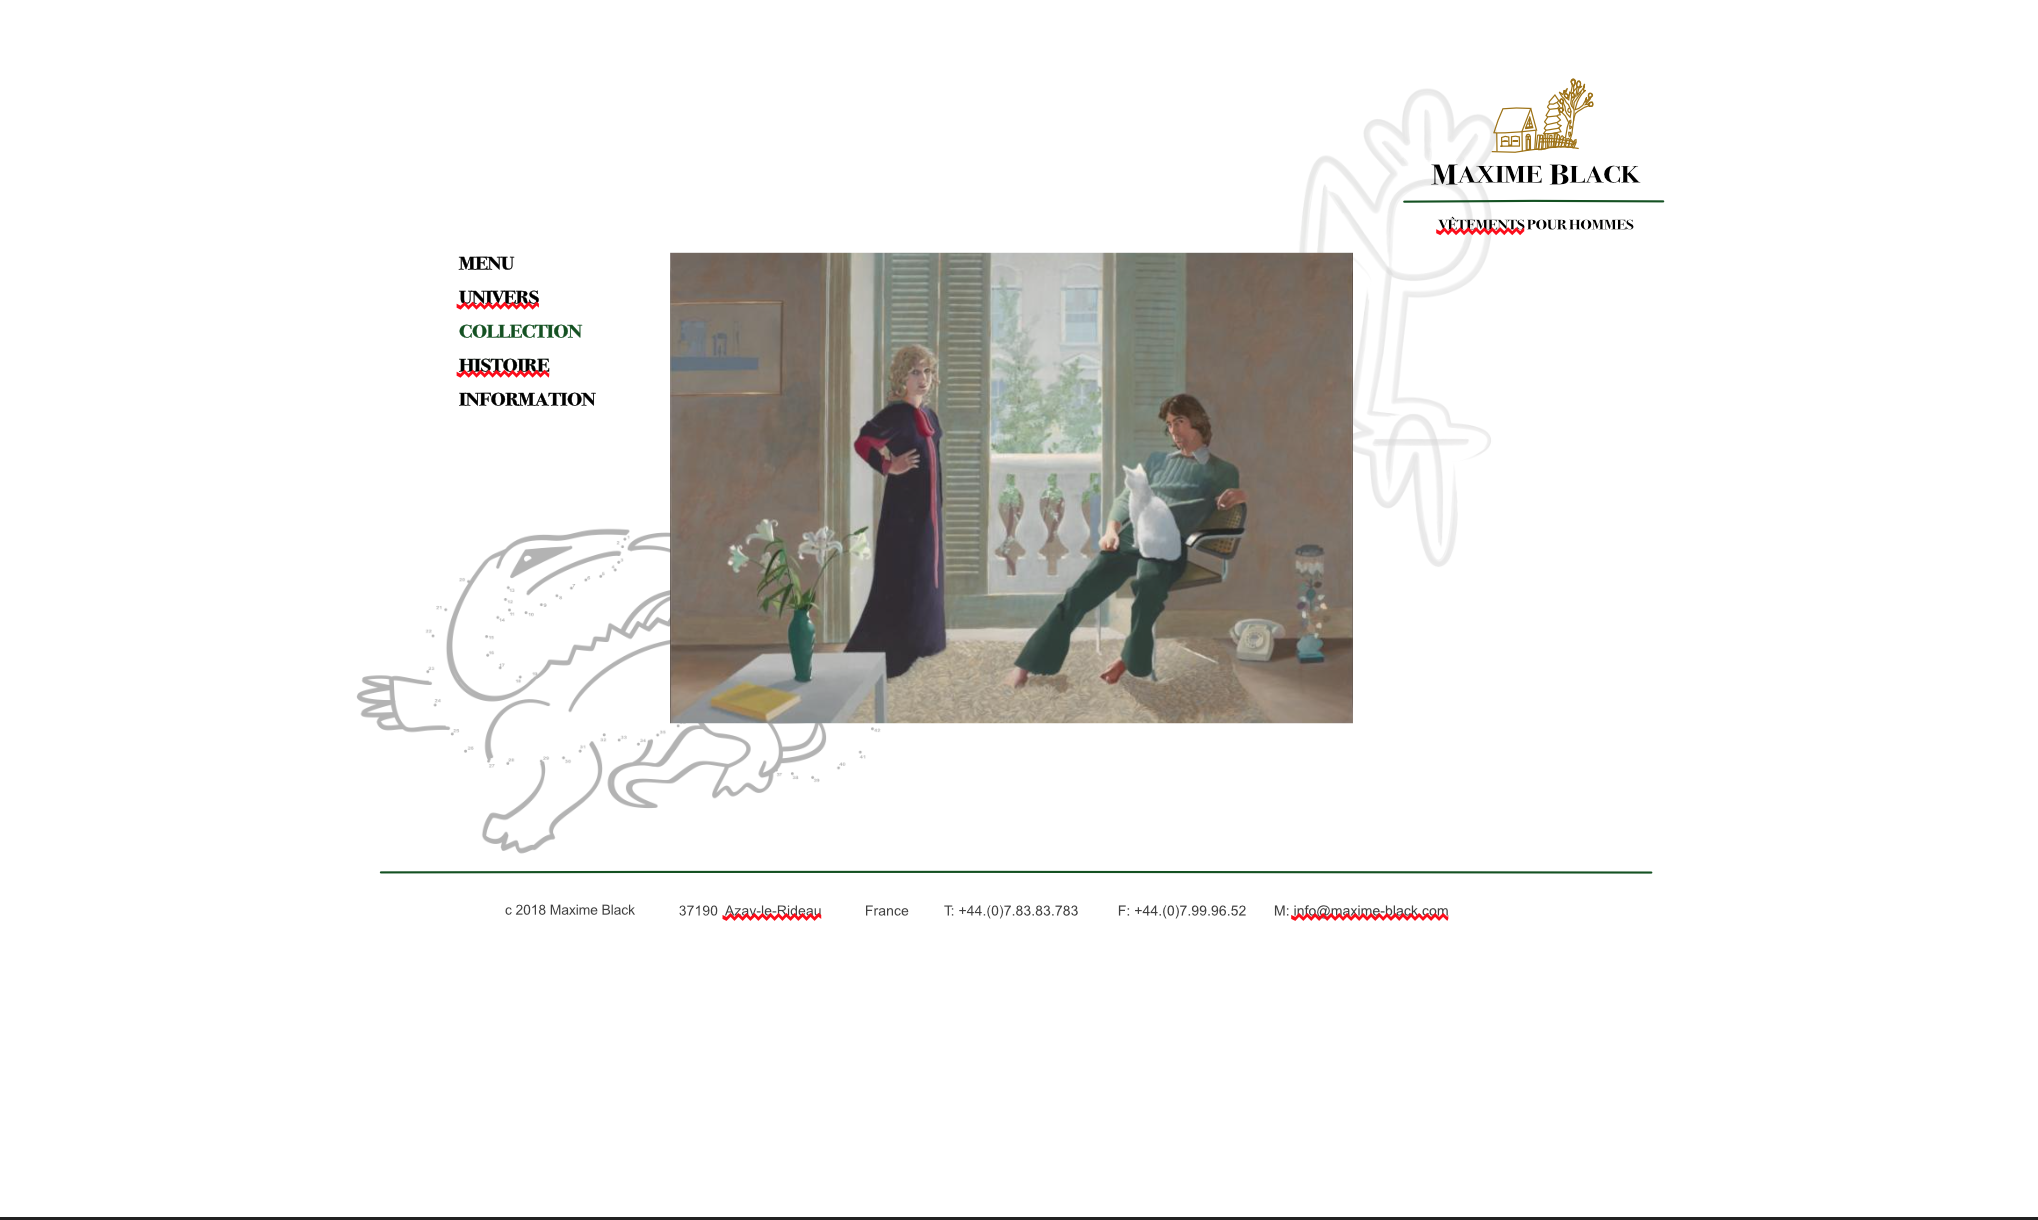 MAXIME BLACK
VÊTEMENTS POUR HOMMES
MENU
UNIVERS
COLLECTION
HISTOIRE
INFORMATION
c 2018 Maxime Black 37190 Azay-le-Rideau France T: +44.(0)7.83.83.783 F: +44.(0)7.99.96.52 M: info@maxime-black.com